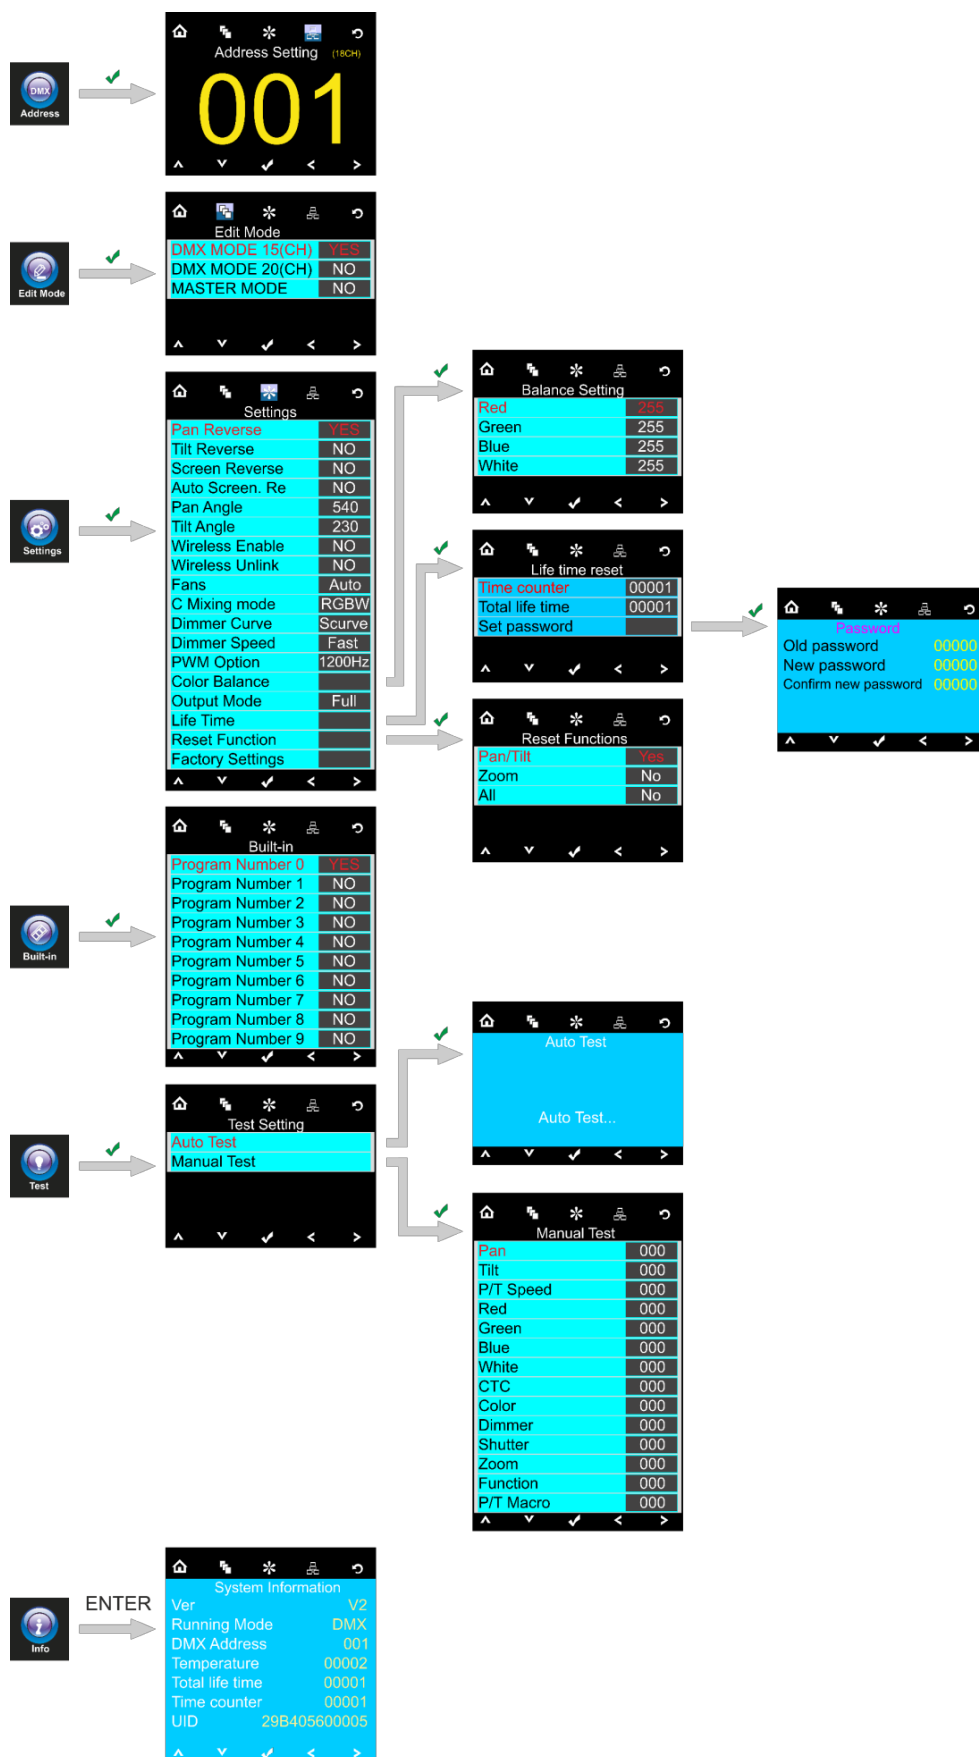 Address Setting (18CH)
001
DMX
Address
Edit Mode
DMX MODE 15(CH) YES
DMX MODE 20(CH) NO
MASTER MODE NO
Edit Mode
Settings
Pan Reverse YES
Tilt Reverse NO
Screen Reverse NO
Auto Screen. Re NO
Pan Angle 540
Tilt Angle 230
Wireless Enable NO
Wireless Unlink NO
Fans Auto
C Mixing mode RGBW
Dimmer Curve Scurve
Dimmer Speed Fast
PWM Option 1200Hz
Color Balance
Output Mode Full
Life Time
Reset Function
Factory Settings
Settings
Balance Setting
Red 255
Green 255
Blue 255
White 255
Life time reset
Time counter 00001
Total life time 00001
Set password
Password
Old password 00000
New password 00000
Confirm new password 00000
Reset Functions
Pan/Tilt Yes
Zoom No
All No
Built-in
Program Number 0 YES
Program Number 1 NO
Program Number 2 NO
Program Number 3 NO
Program Number 4 NO
Program Number 5 NO
Program Number 6 NO
Program Number 7 NO
Program Number 8 NO
Program Number 9 NO
Built-in
Test Setting
Auto Test
Manual Test
Test
Auto Test
Auto Test...
Manual Test
Pan 000
Tilt 000
P/T Speed 000
Red 000
Green 000
Blue 000
White 000
CTC 000
Color 000
Dimmer 000
Shutter 000
Zoom 000
Function 000
P/T Macro 000
Info
ENTER
System Information
Ver V2
Running Mode DMX
DMX Address 001
Temperature 00002
Total life time 00001
Time counter 00001
UID 29B405600005